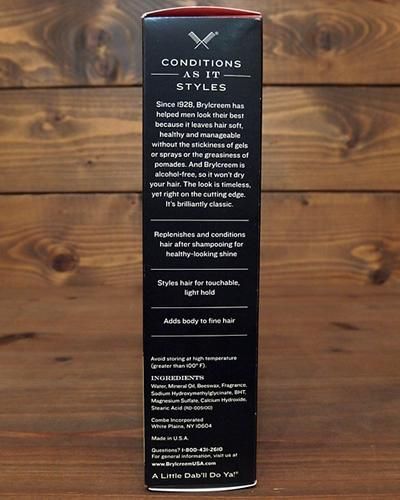 CONDITIONS
AS IT
STYLES
Since 1928, Brylcreem has
helped men look their best
because it leaves hair soft,
healthy and manageable
without the stickiness of gels
or sprays or the greasiness of
pomades. And Brylcreem is
alcohol-free, so it won't dry
your hair. The look is timeless,
yet right on the cutting edge.
It's brilliantly classic.
Replenishes and conditions
hair after shampooing for
healthy-looking shine
Styles hair for touchable,
light hold
Adds body to fine hair
Avoid storing at high temperature
(greater than 100° F).
INGREDIENTS
Water, Mineral Oil, Beeswax, Fragrance,
Sodium Hydroxymethylglycinate, BHT,
Magnesium Sulfate, Calcium Hydroxide,
Stearic Acid (RD-005100)
Combe Incorporated
White Plains, NY 10604
Made in U.S.A.
Questions? 1-800-431-2610
For general information, visit us at
www.BrylcreemUSA.com
A Little Dab'll Do Ya!®